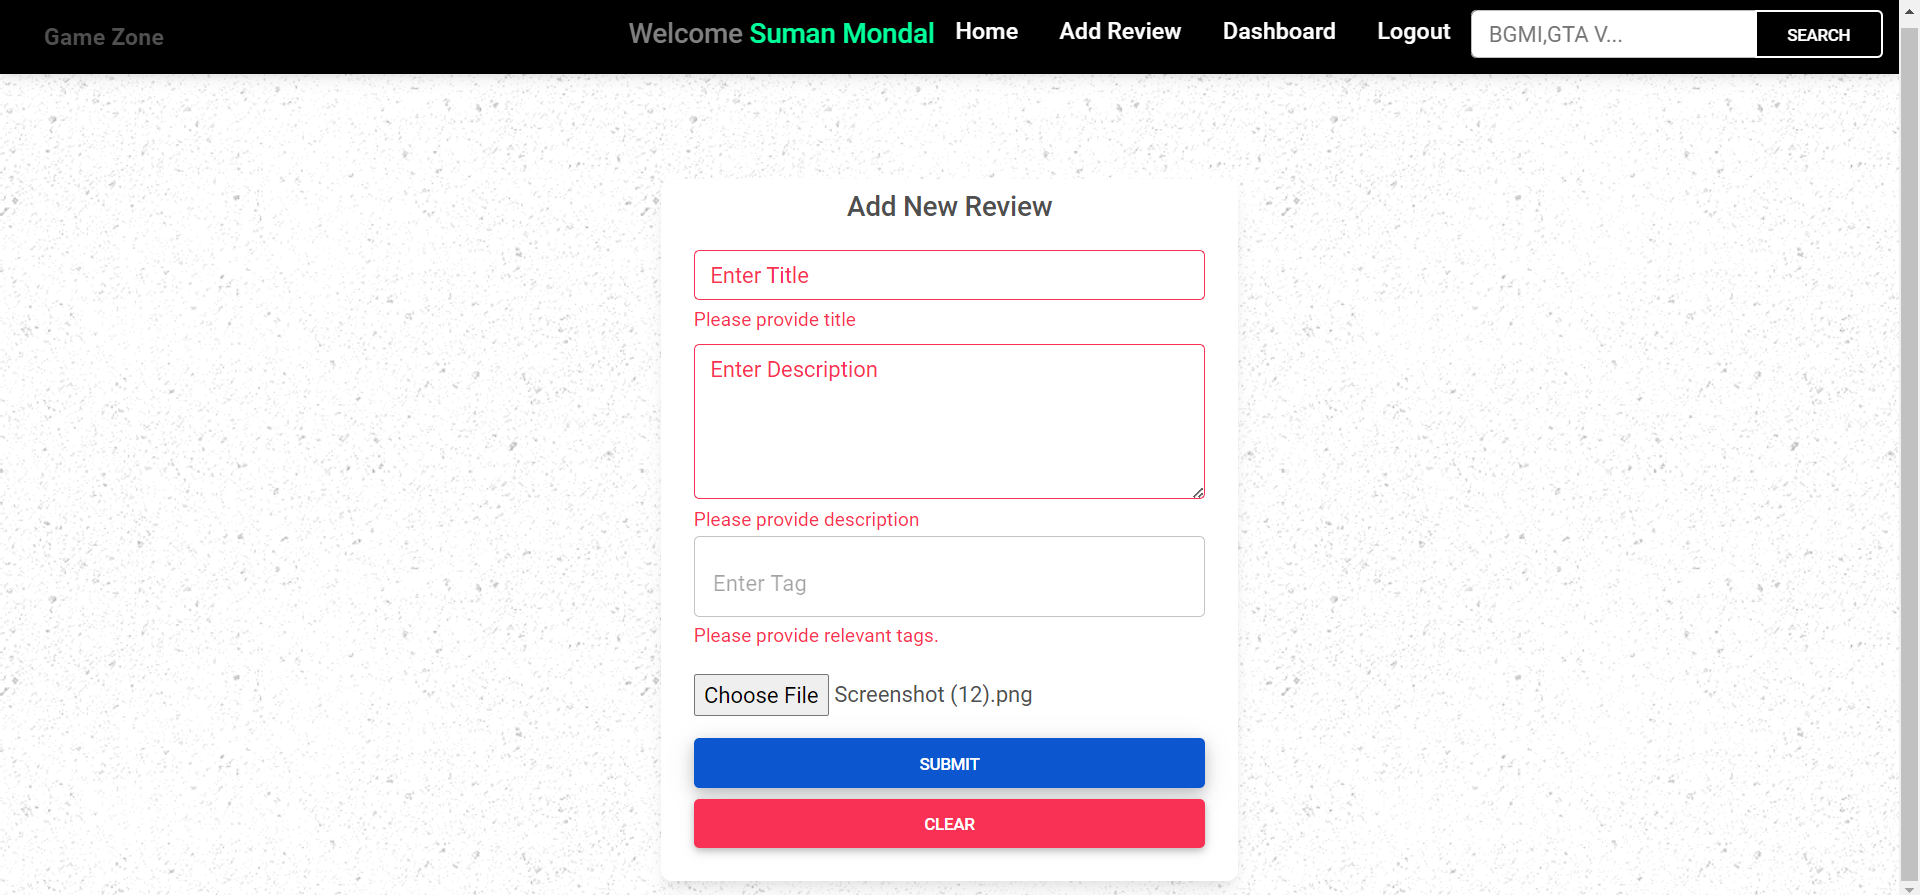 Game Zone
Welcome Suman Mondal Home Add Review Dashboard Logout BGMI,GTA V... SEARCH
Add New Review
Enter Title
Please provide title
Enter Description
Please provide description
Enter Tag
Please provide relevant tags.
Choose File Screenshot (12).png
SUBMIT
CLEAR